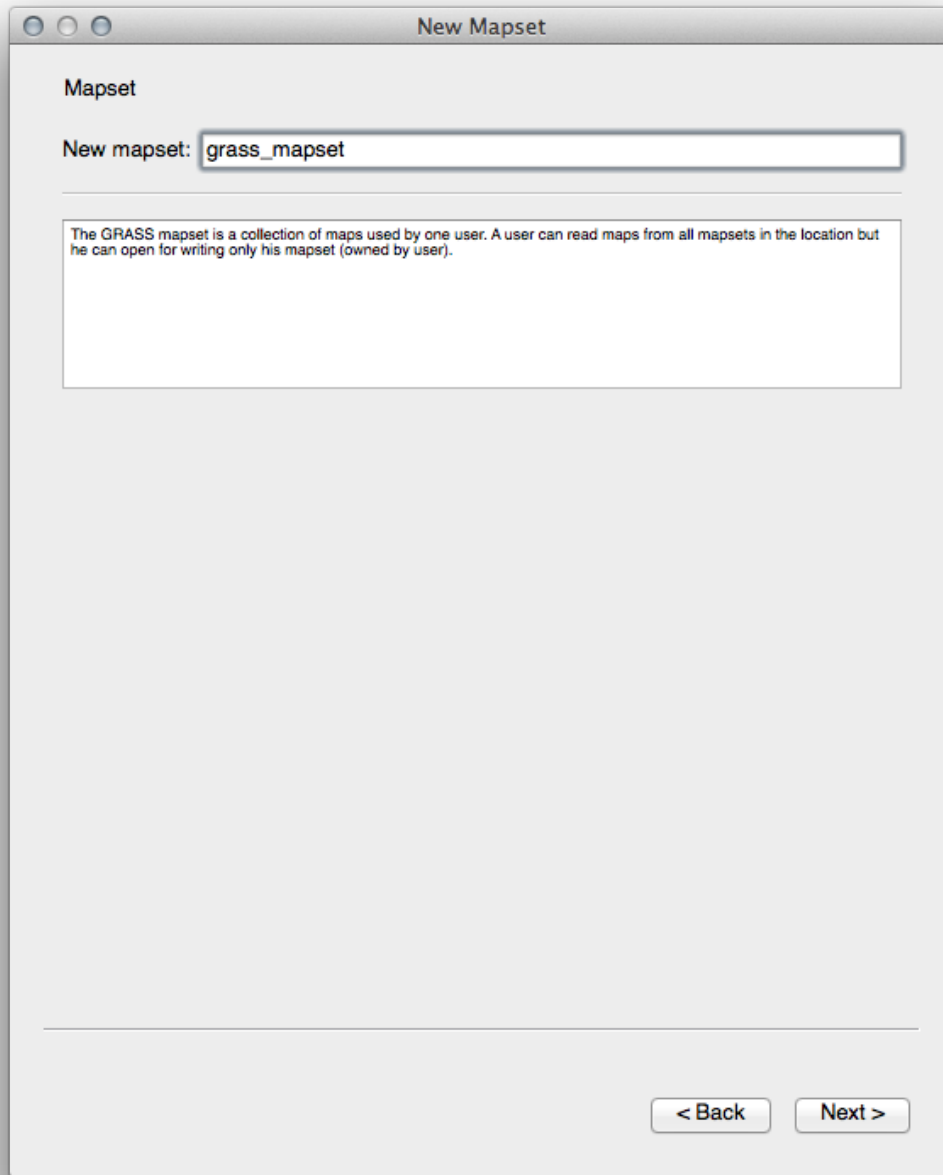 New Mapset
Mapset
New mapset: grass_mapset
The GRASS mapset is a collection of maps used by one user. A user can read maps from all mapsets in the location but
he can open for writing only his mapset (owned by user).
< Back Next >